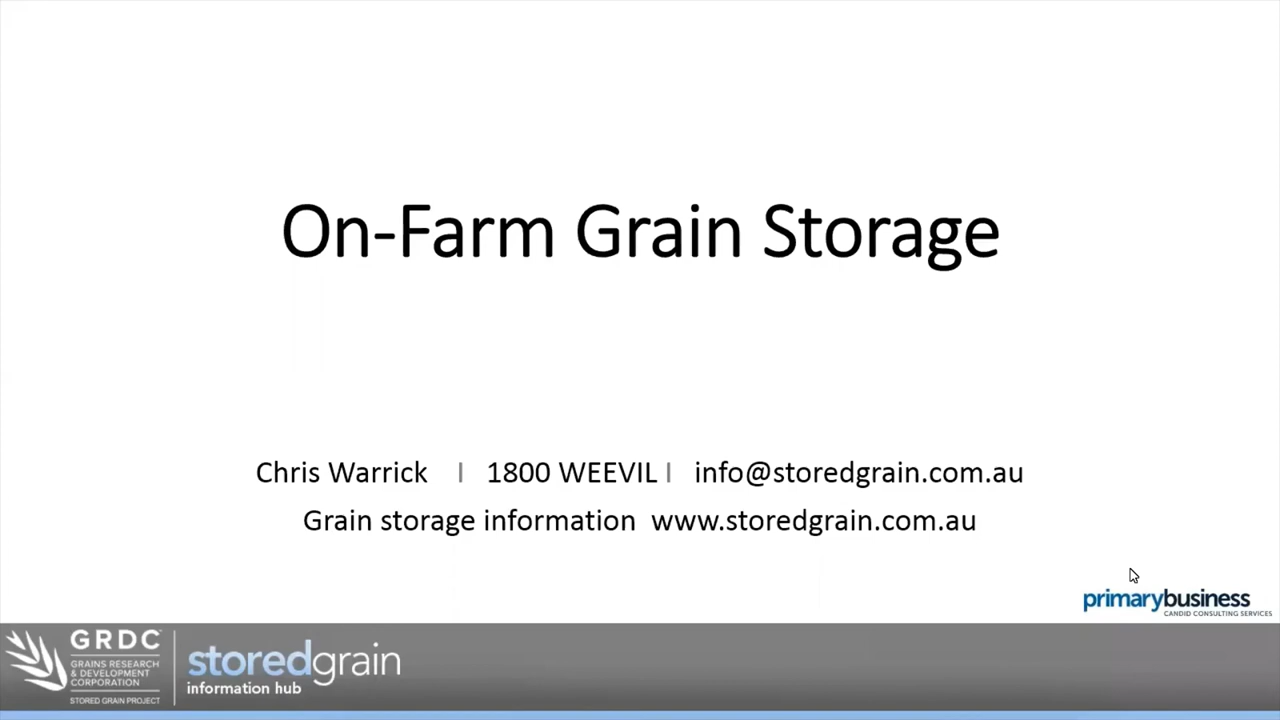 On-Farm Grain Storage
Chris Warrick | 1800 WEEVIL | info@storedgrain.com.au
Grain storage information www.storedgrain.com.au
primarybusiness
CANDID CONSULTING SERVICES
GRDC
GRAINS RESEARCH
& DEVELOPMENT
CORPORATION
STORED GRAIN PROJECT
storedgrain
information hub